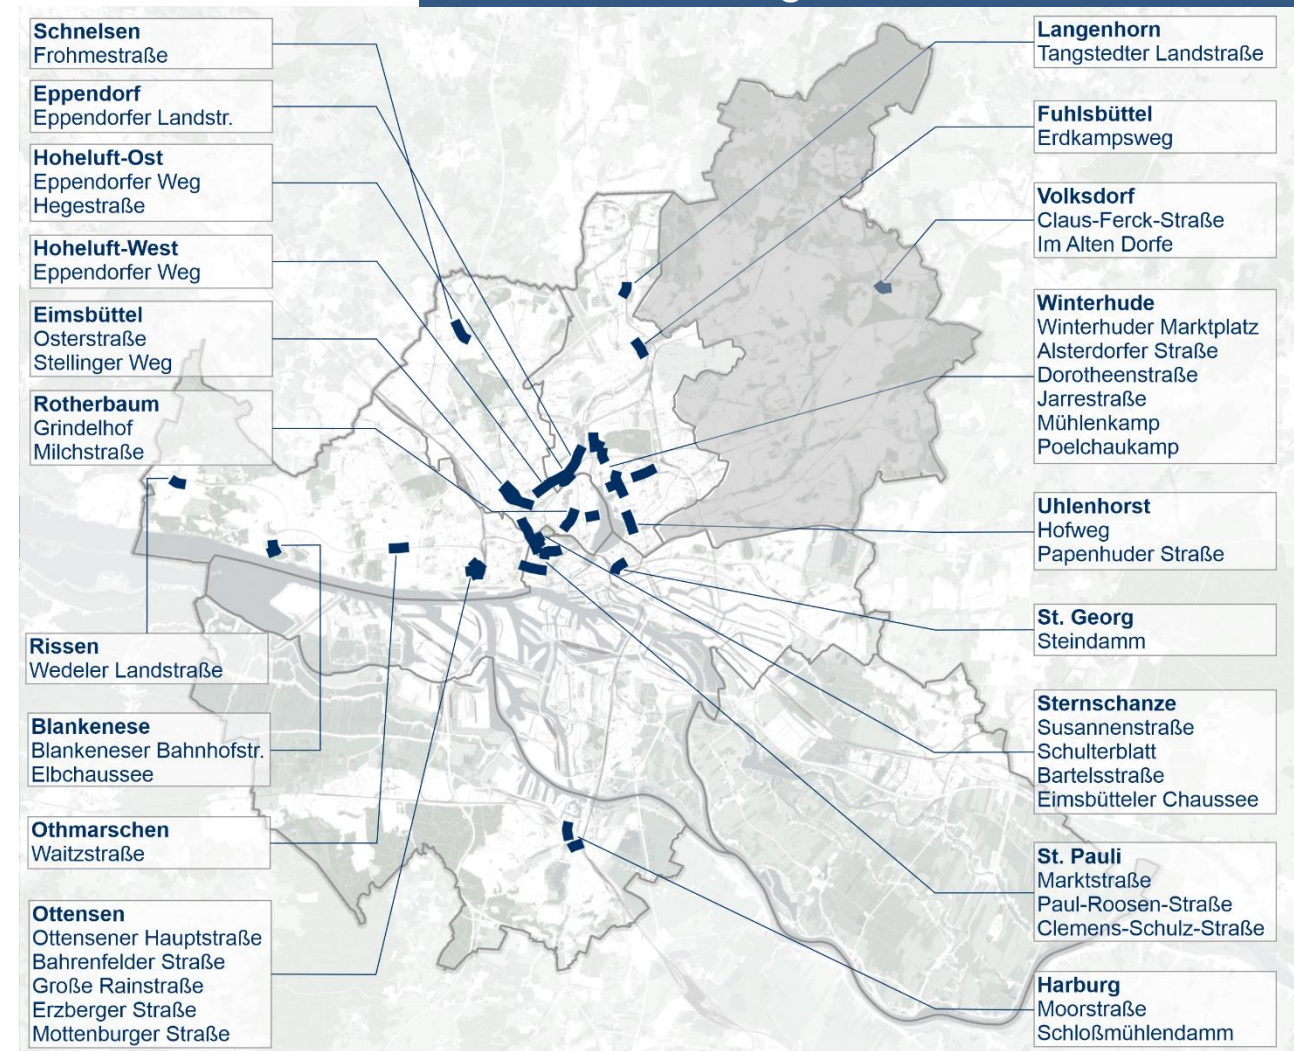 Schnelsen
Frohmestraße
Eppendorf
Eppendorfer Landstr.
Hoheluft-Ost
Eppendorfer Weg
Hegestraße
Hoheluft-West
Eppendorfer Weg
Eimsbüttel
Osterstraße
Stellinger Weg
Rotherbaum
Grindelhof
Milchstraße
Rissen
Wedeler Landstraße
Blankenese
Blankeneser Bahnhofstr.
Elbchaussee
Othmarschen
Waitzstraße
Ottensen
Ottensener Hauptstraße
Bahrenfelder Straße
Große Rainstraße
Erzberger Straße
Mottenburger Straße
Langenhorn
Tangstedter Landstraße
Fuhlsbüttel
Erdkampsweg
Volksdorf
Claus-Ferck-Straße
Im Alten Dorfe
Winterhude
Winterhuder Marktplatz
Alsterdorfer Straße
Dorotheenstraße
Jarrestraße
Mühlenkamp
Poelchaukamp
Uhlenhorst
Hofweg
Papenhuder Straße
St. Georg
Steindamm
Sternschanze
Susannenstraße
Schulterblatt
Bartelsstraße
Eimsbütteler Chaussee
St. Pauli
Marktstraße
Paul-Roosen-Straße
Clemens-Schulz-Straße
Harburg
Moorstraße
Schloßmühlendamm